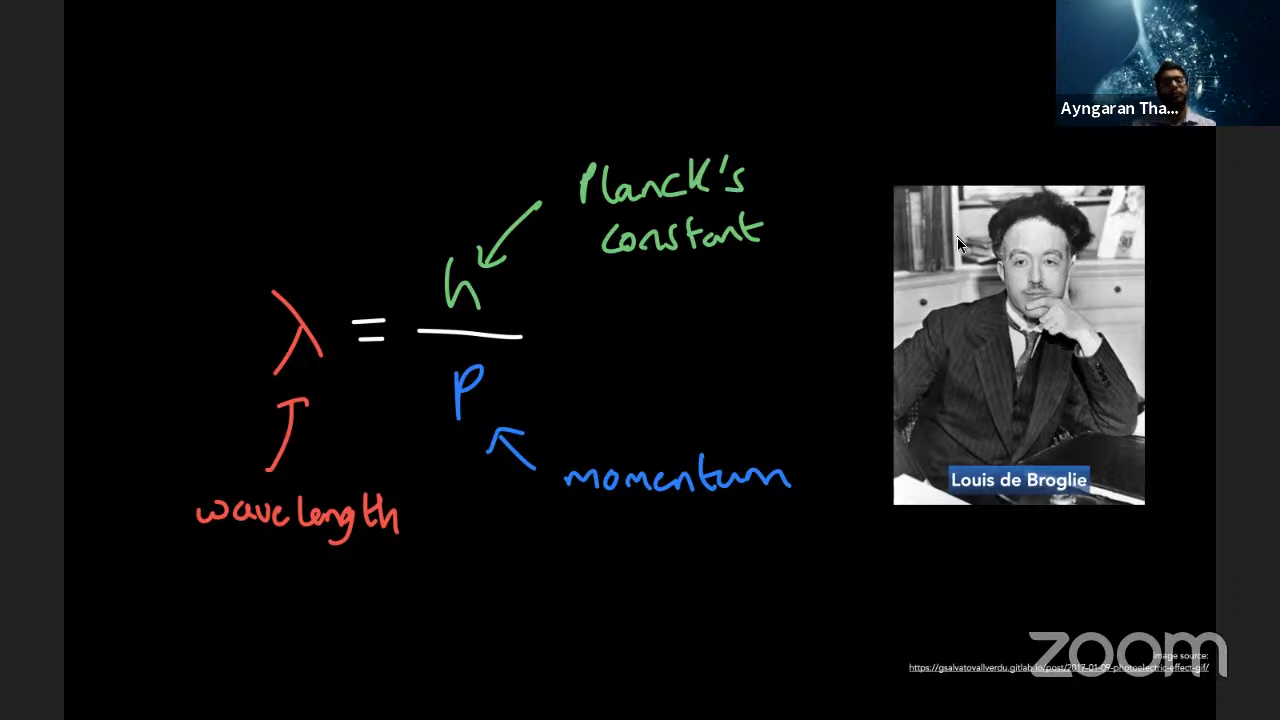 Ayngaran Tha...
Planck's
constant
λ = h
p
momentum
wavelength
Louis de Broglie
image source:
https://gsalvatovallverdu.gitlab.io/post/2017-01-09-photoelectric-effect-gif/
zoom